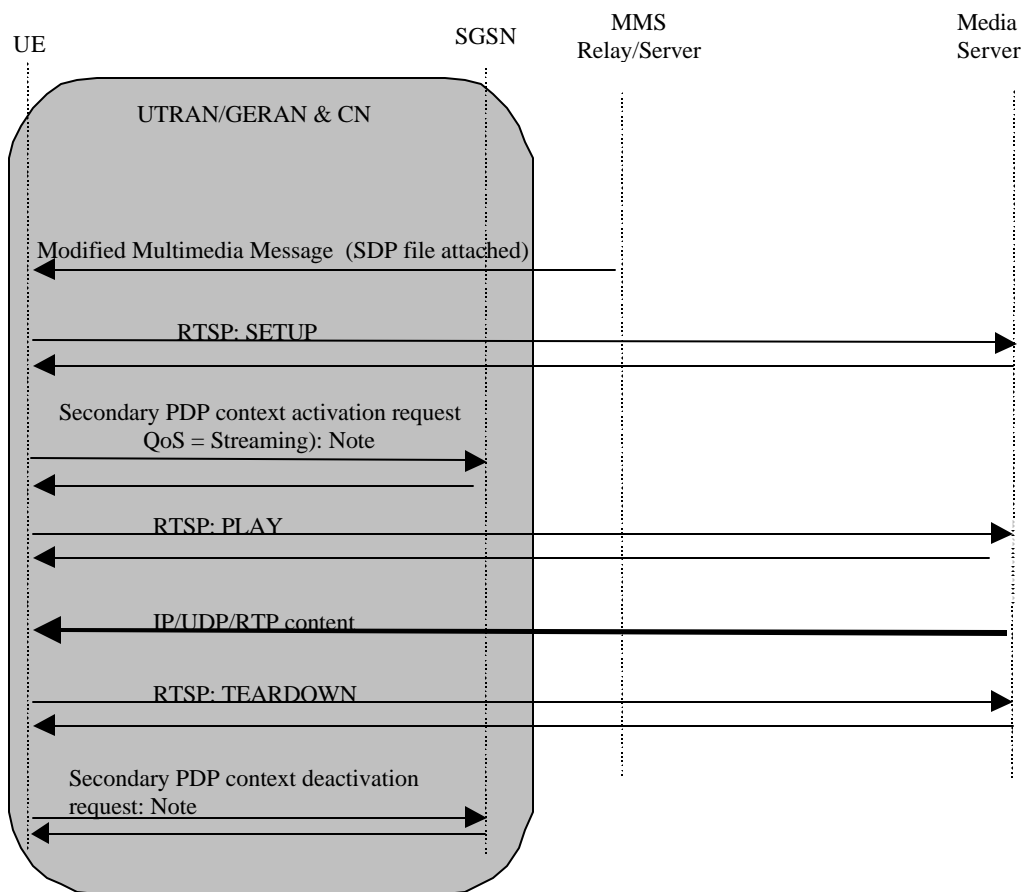 UE
SGSN
MMS
Relay/Server
Media
Server
UTRAN/GERAN & CN
Modified Multimedia Message (SDP file attached)
RTSP: SETUP
Secondary PDP context activation request
QoS = Streaming): Note
RTSP: PLAY
IP/UDP/RTP content
RTSP: TEARDOWN
Secondary PDP context deactivation
request: Note